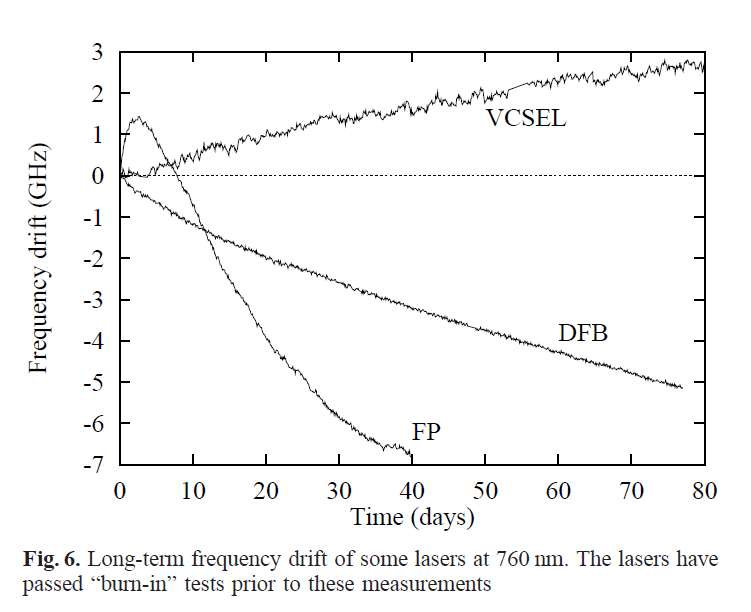 3
2
1
0
-1
-2
-3
-4
-5
-6
-7
Frequency drift (GHz)
VCSEL
DFB
FP
0 10 20 30 40 50 60 70 80
Time (days)
Fig. 6. Long-term frequency drift of some lasers at 760 nm. The lasers have
passed “burn-in” tests prior to these measurements